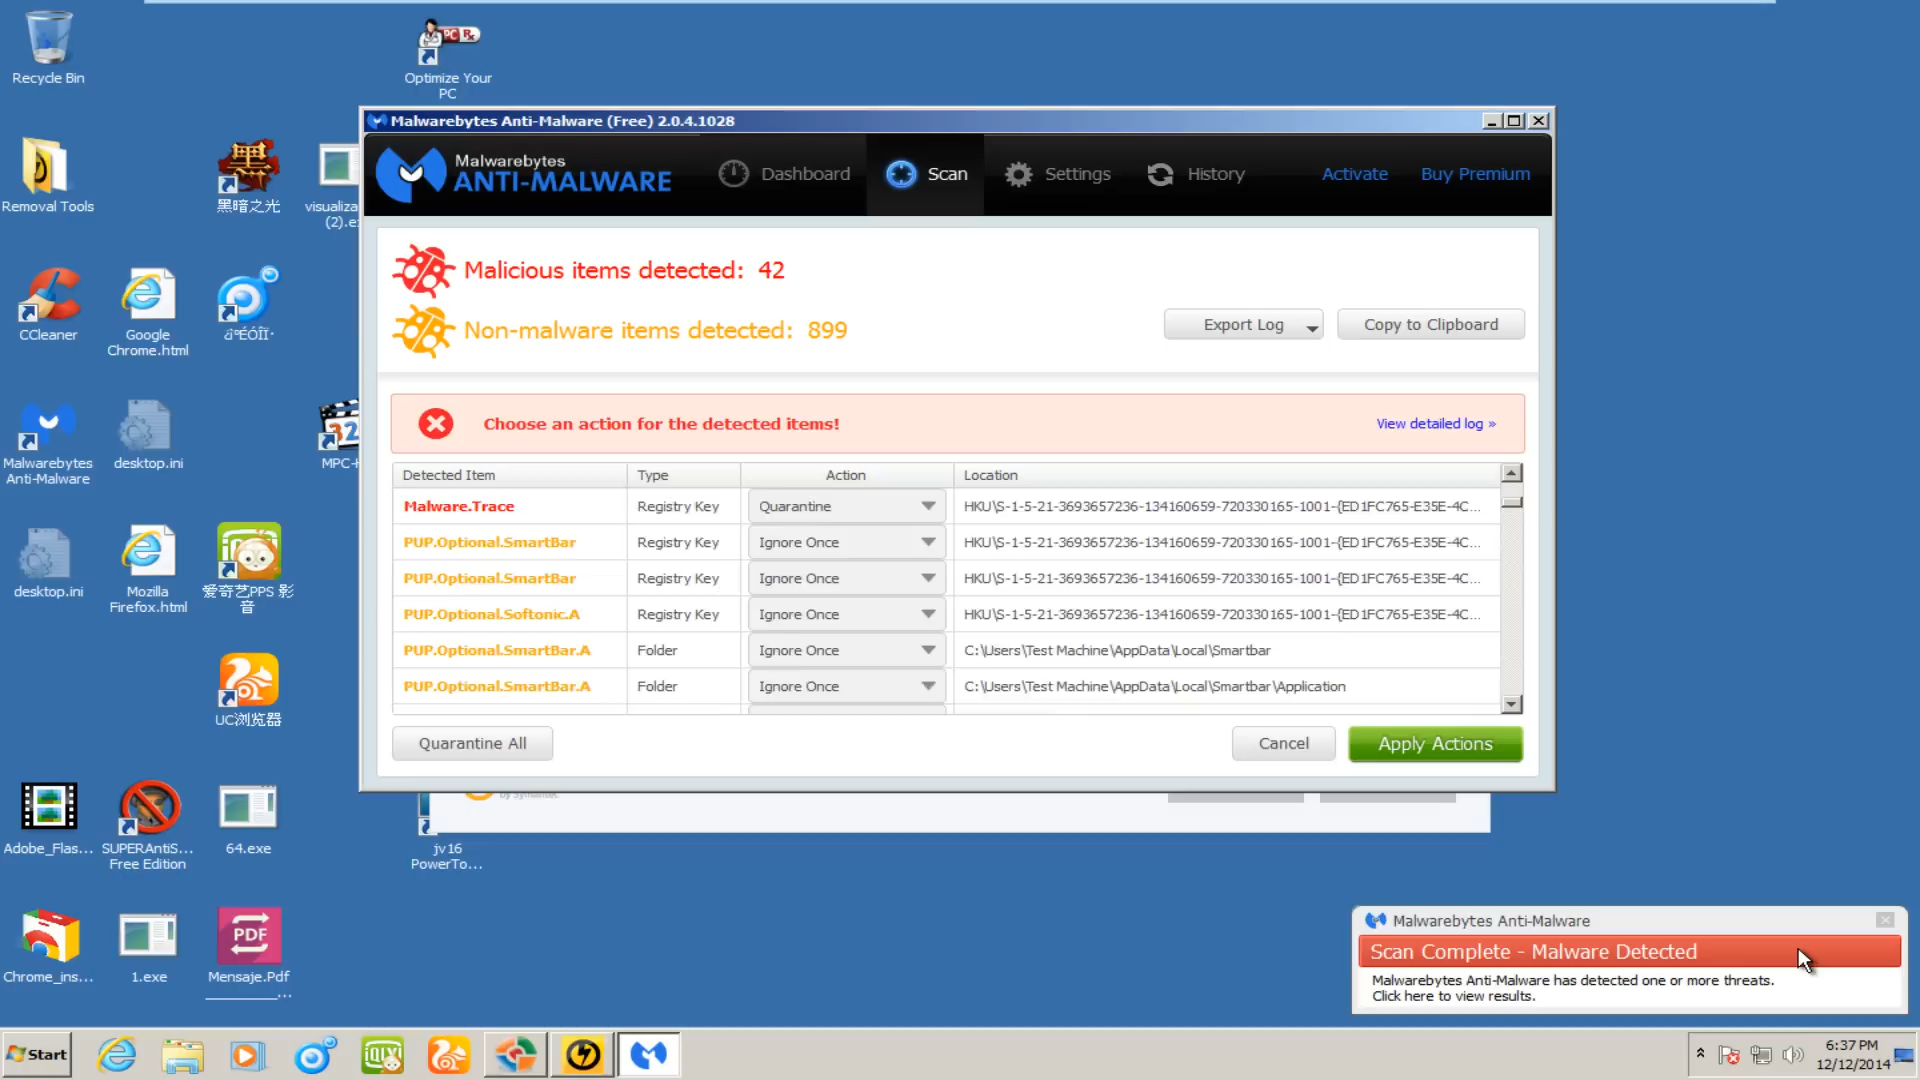 Recycle Bin
Optimize Your
PC
Removal Tools
黑暗之光
visualiza
(2).e
CCleaner
Google
Chrome.html
Malwarebytes
Anti-Malware
desktop.ini
MPC-H
desktop.ini
Mozilla
Firefox.html
爱奇艺PPS 影
音
UC浏览器
Adobe_Flas...
SUPERAntiS...
Free Edition
64.exe
jv16
PowerTo...
Chrome_ins...
1.exe
PDF
Mensaje.Pdf
Malwarebytes Anti-Malware (Free) 2.0.4.1028
Malwarebytes
ANTI-MALWARE
Dashboard
Scan
Settings
History
Activate
Buy Premium
Malicious items detected: 42
Non-malware items detected: 899
Export Log
Copy to Clipboard
Choose an action for the detected items!
View detailed log »
Detected Item Type Action Location
Malware.Trace Registry Key Quarantine HKU\S-1-5-21-3693657236-134160659-720330165-1001-{ED1FC765-E35E-4C...
PUP.Optional.SmartBar Registry Key Ignore Once HKU\S-1-5-21-3693657236-134160659-720330165-1001-{ED1FC765-E35E-4C...
PUP.Optional.SmartBar Registry Key Ignore Once HKU\S-1-5-21-3693657236-134160659-720330165-1001-{ED1FC765-E35E-4C...
PUP.Optional.Softonic.A Registry Key Ignore Once HKU\S-1-5-21-3693657236-134160659-720330165-1001-{ED1FC765-E35E-4C...
PUP.Optional.SmartBar.A Folder Ignore Once C:\Users\Test Machine\AppData\Local\Smartbar
PUP.Optional.SmartBar.A Folder Ignore Once C:\Users\Test Machine\AppData\Local\Smartbar\Application
Quarantine All
Cancel
Apply Actions
by Symantec
Malwarebytes Anti-Malware
Scan Complete - Malware Detected
Malwarebytes Anti-Malware has detected one or more threats.
Click here to view results.
Start
6:37 PM
12/12/2014